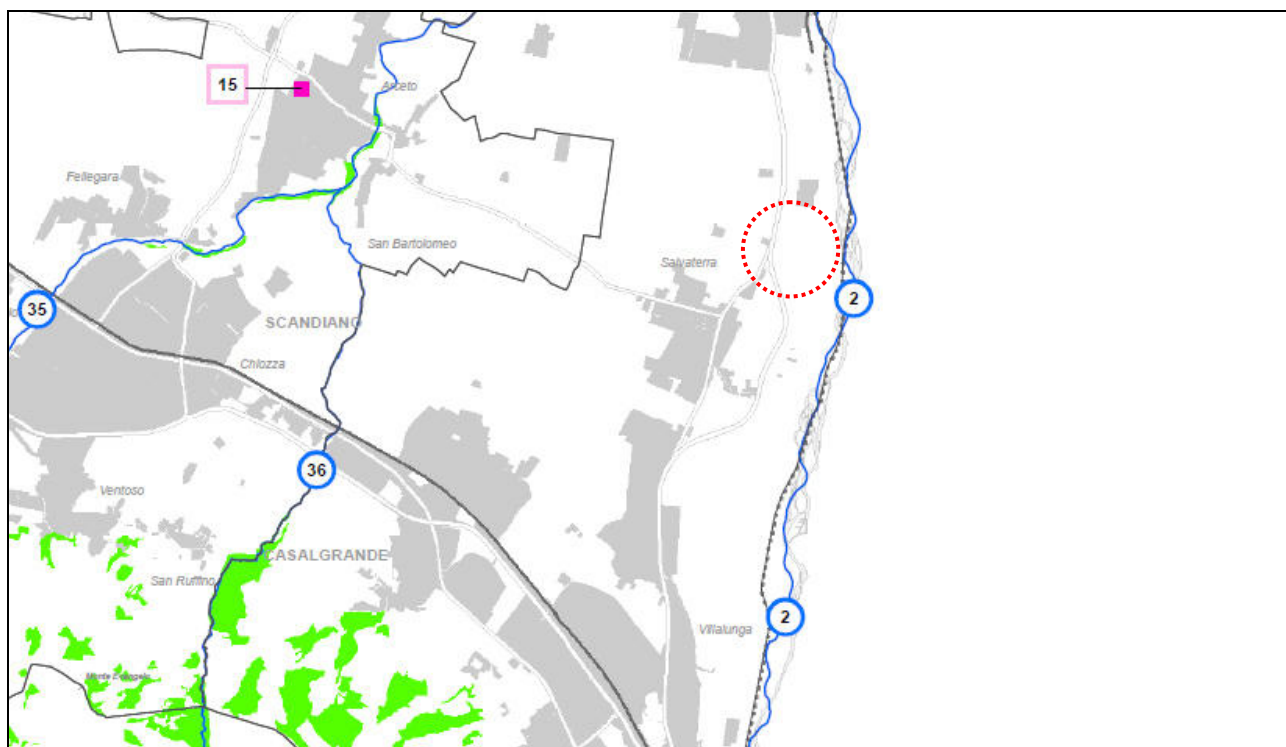 15
Arceto
Fellegara
San Bartolomeo
Salvaterra
35
2
SCANDIANO
Chiozza
36
Ventoso
CASALGRANDE
San Ruffino
2
Villalunga